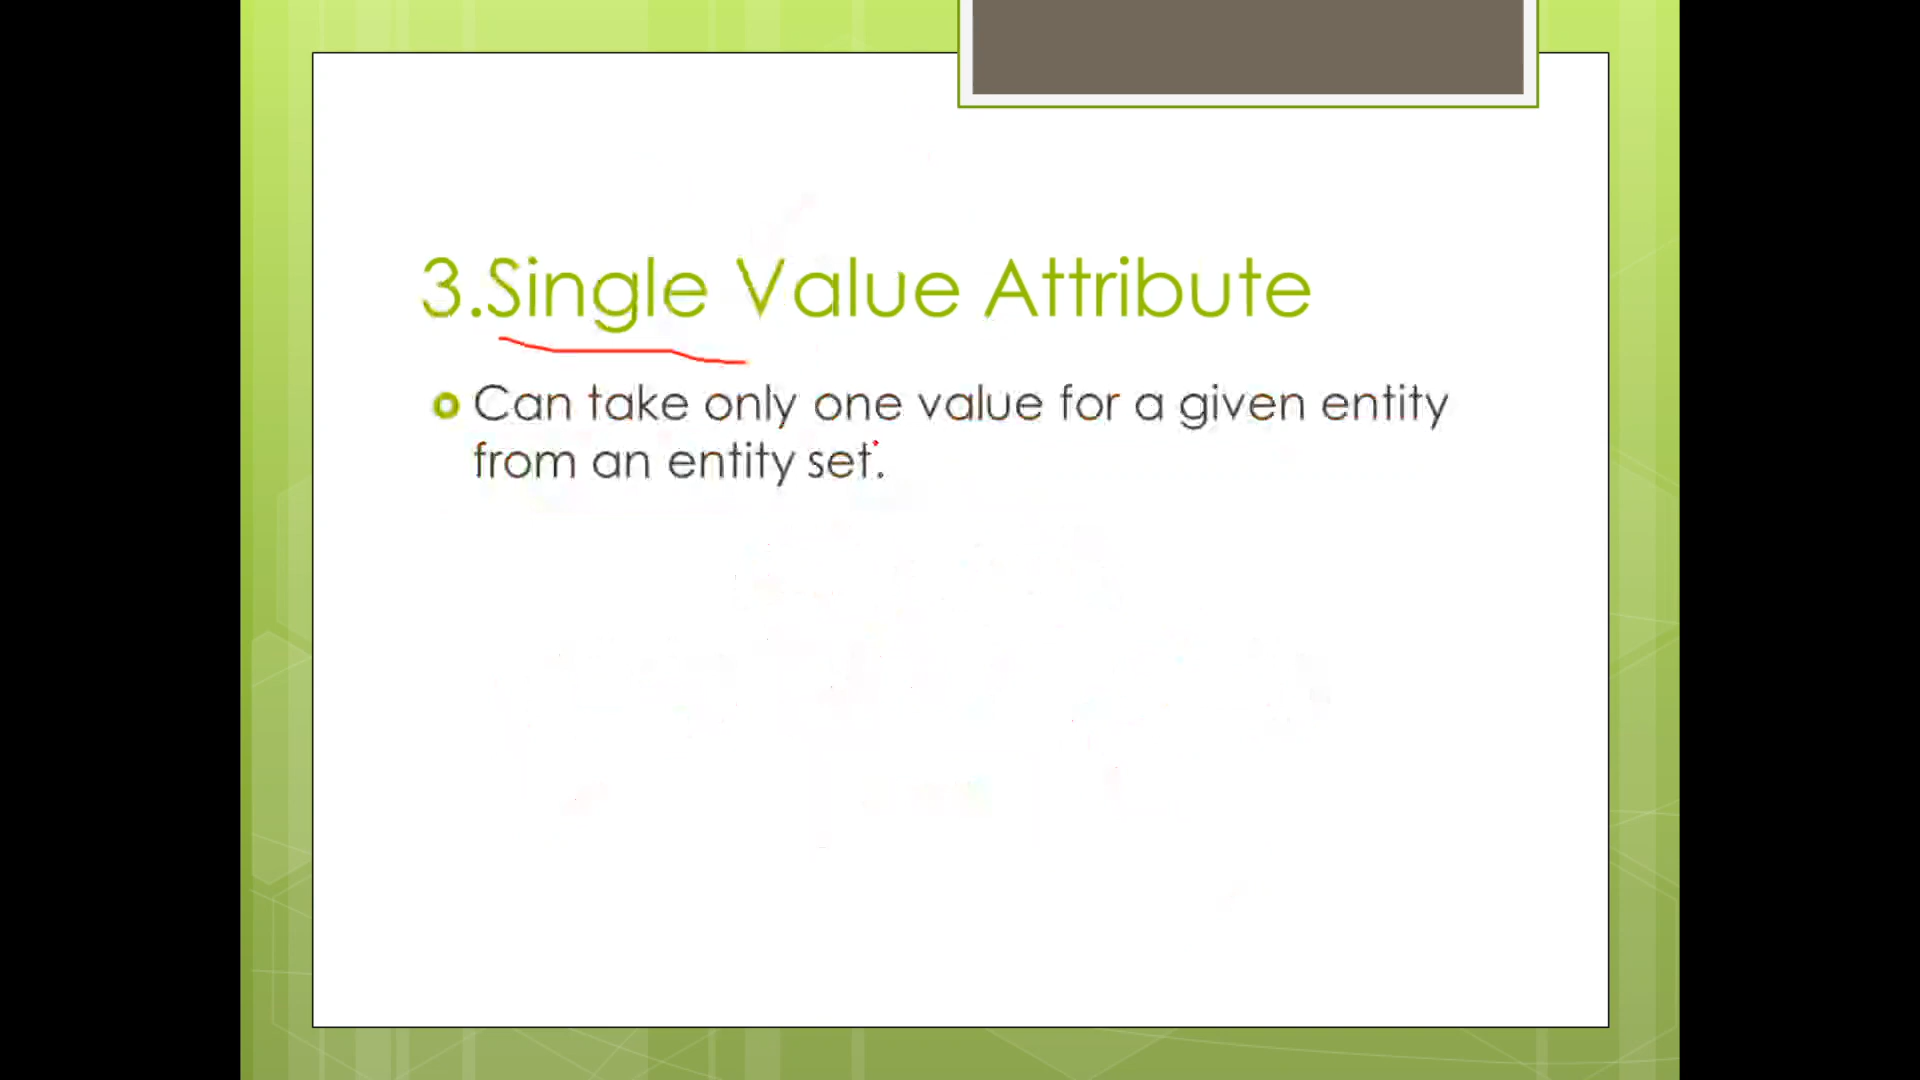 3.Single Value Attribute
Can take only one value for a given entity
from an entity set.